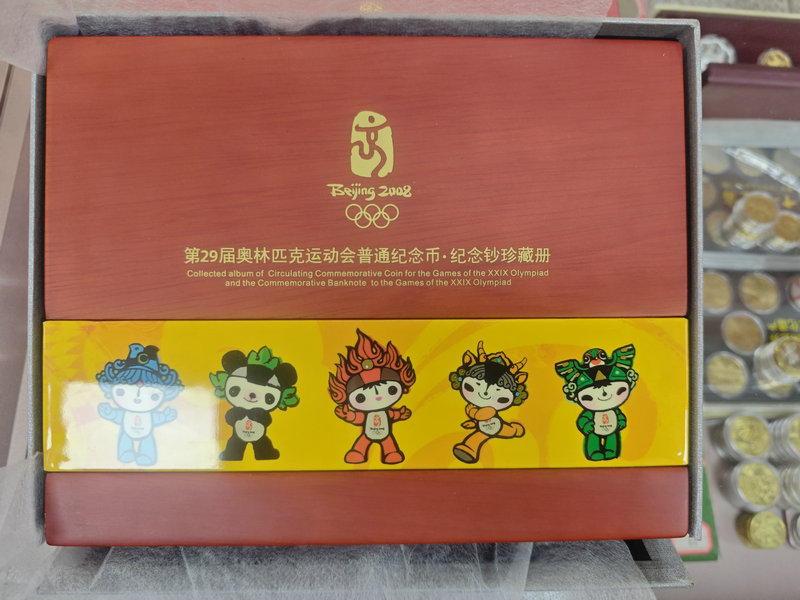 Beijing 2008
第29届奥林匹克运动会普通纪念币·纪念钞珍藏册
Collected album of Circulating Commemorative Coin for the Games of the XXIX Olympiad
and the Commemorative Banknote to the Games of the XXIX Olympiad